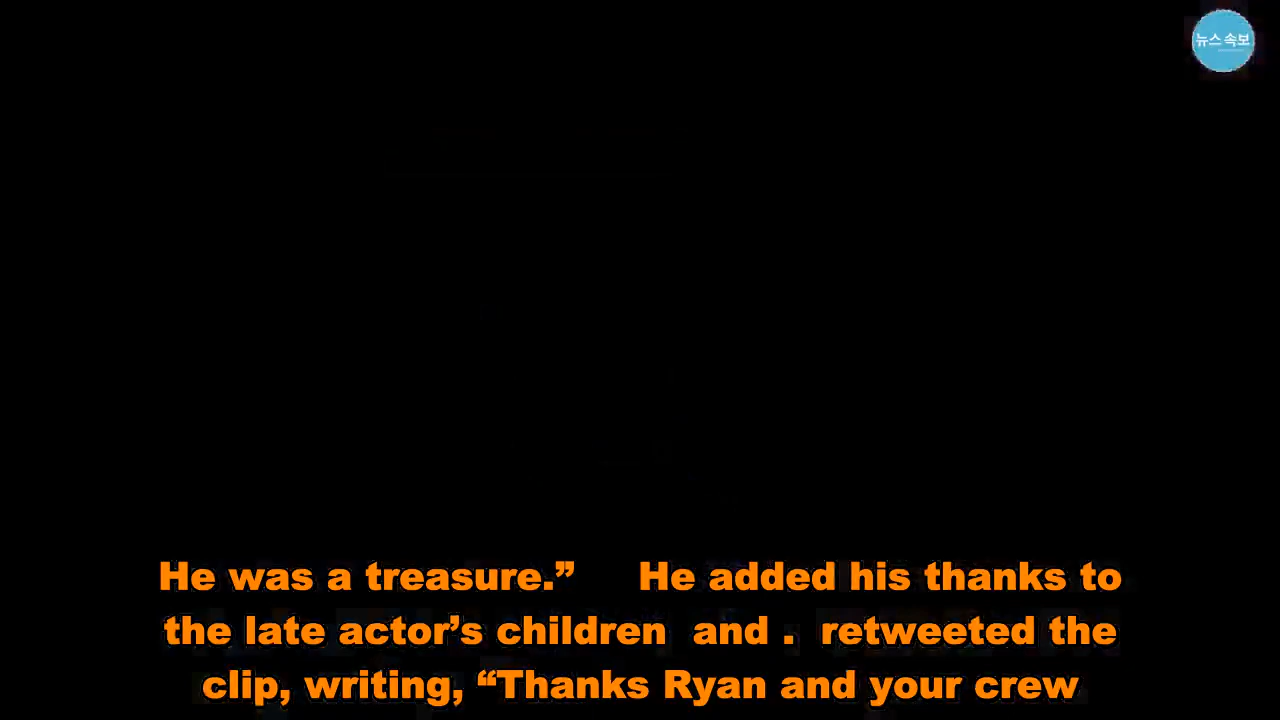 뉴스 속보
He was a treasure.” He added his thanks to
the late actor’s children and . retweeted the
clip, writing, “Thanks Ryan and your crew